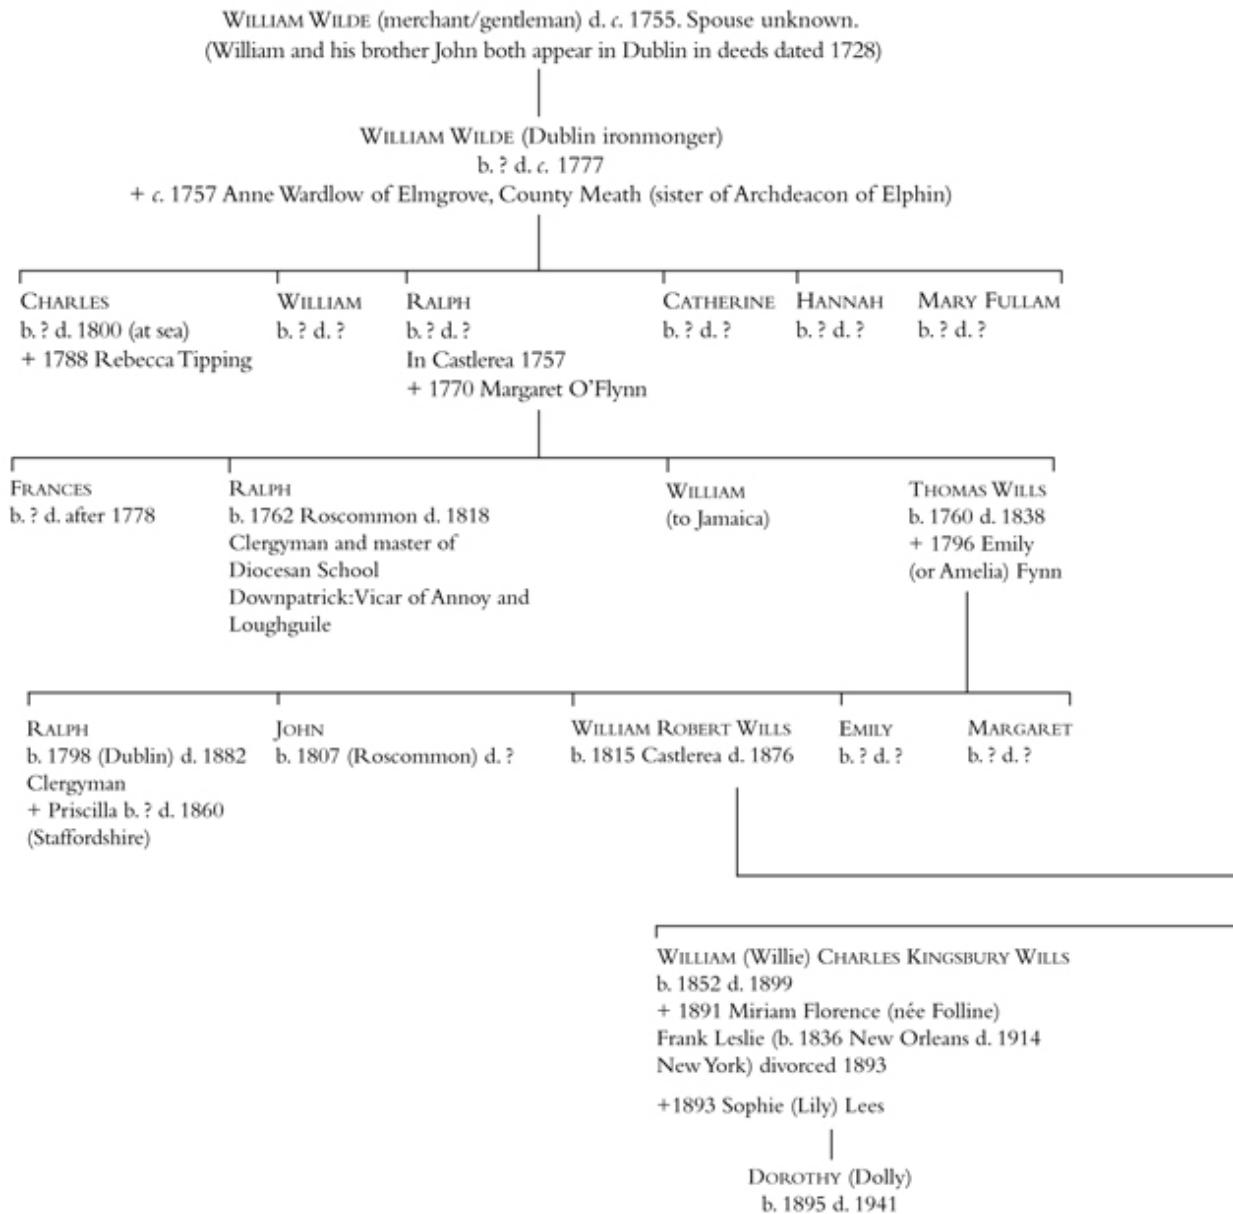 WILLIAM WILDE (merchant/gentleman) d. c. 1755. Spouse unknown.
(William and his brother John both appear in Dublin in deeds dated 1728)
WILLIAM WILDE (Dublin ironmonger)
b. ? d. c. 1777
+ c. 1757 Anne Wardlow of Elmgrove, County Meath (sister of Archdeacon of Elphin)
CHARLES
b. ? d. 1800 (at sea)
+ 1788 Rebecca Tipping
WILLIAM
b. ? d. ?
RALPH
b. ? d. ?
In Castlerea 1757
+ 1770 Margaret O'Flynn
CATHERINE
b. ? d. ?
HANNAH
b. ? d. ?
MARY FULLAM
b. ? d. ?
FRANCES
b. ? d. after 1778
RALPH
b. 1762 Roscommon d. 1818
Clergyman and master of
Diocesan School
Downpatrick:Vicar of Annoy and
Loughguile
WILLIAM
(to Jamaica)
THOMAS WILLS
b. 1760 d. 1838
+ 1796 Emily
(or Amelia) Fynn
RALPH
b. 1798 (Dublin) d. 1882
Clergyman
+ Priscilla b. ? d. 1860
(Staffordshire)
JOHN
b. 1807 (Roscommon) d. ?
WILLIAM ROBERT WILLS
b. 1815 Castlerea d. 1876
EMILY
b. ? d. ?
MARGARET
b. ? d. ?
WILLIAM (Willie) CHARLES KINGSBURY WILLS
b. 1852 d. 1899
+ 1891 Miriam Florence (née Folline)
Frank Leslie (b. 1836 New Orleans d. 1914
New York) divorced 1893
+1893 Sophie (Lily) Lees
DOROTHY (Dolly)
b. 1895 d. 1941